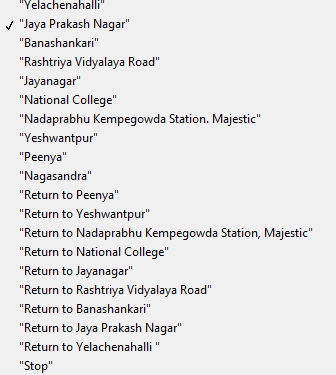 "Yelachenahalli"
"Jaya Prakash Nagar"
"Banashankari"
"Rashtriya Vidyalaya Road"
"Jayanagar"
"National College"
"Nadaprabhu Kempegowda Station. Majestic"
"Yeshwantpur"
"Peenya"
"Nagasandra"
"Return to Peenya"
"Return to Yeshwantpur"
"Return to Nadaprabhu Kempegowda Station, Majestic"
"Return to National College"
"Return to Jayanagar"
"Return to Rashtriya Vidyalaya Road"
"Return to Banashankari"
"Return to Jaya Prakash Nagar"
"Return to Yelachenahalli "
"Stop"